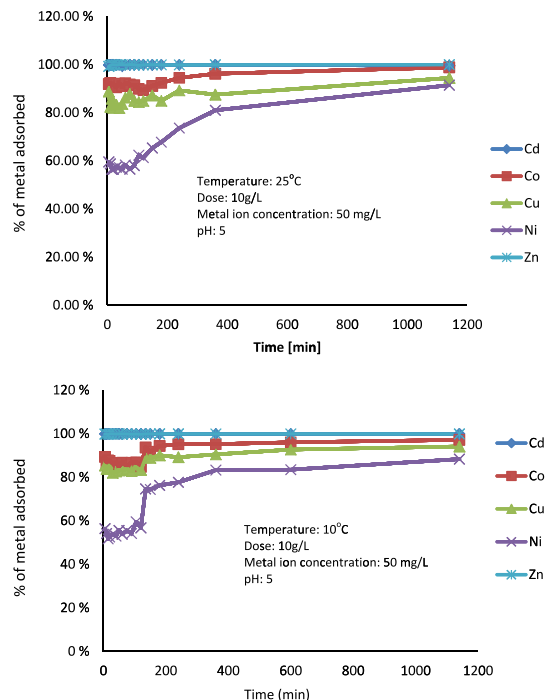 120.00 %
100.00 %
80.00 %
60.00 %
40.00 %
20.00 %
0.00 %
% of metal adsorbed
Temperature: 25°C
Dose: 10g/L
Metal ion concentration: 50 mg/L
pH: 5
0 200 400 600 800 1000 1200
Time [min]
Cd
Co
Cu
Ni
Zn
120 %
100 %
80 %
60 %
40 %
20 %
0 %
% of metal adsorbed
Temperature: 10°C
Dose: 10g/L
Metal ion concentration: 50 mg/L
pH: 5
0 200 400 600 800 1000 1200
Time (min)
Cd
Co
Cu
Ni
Zn